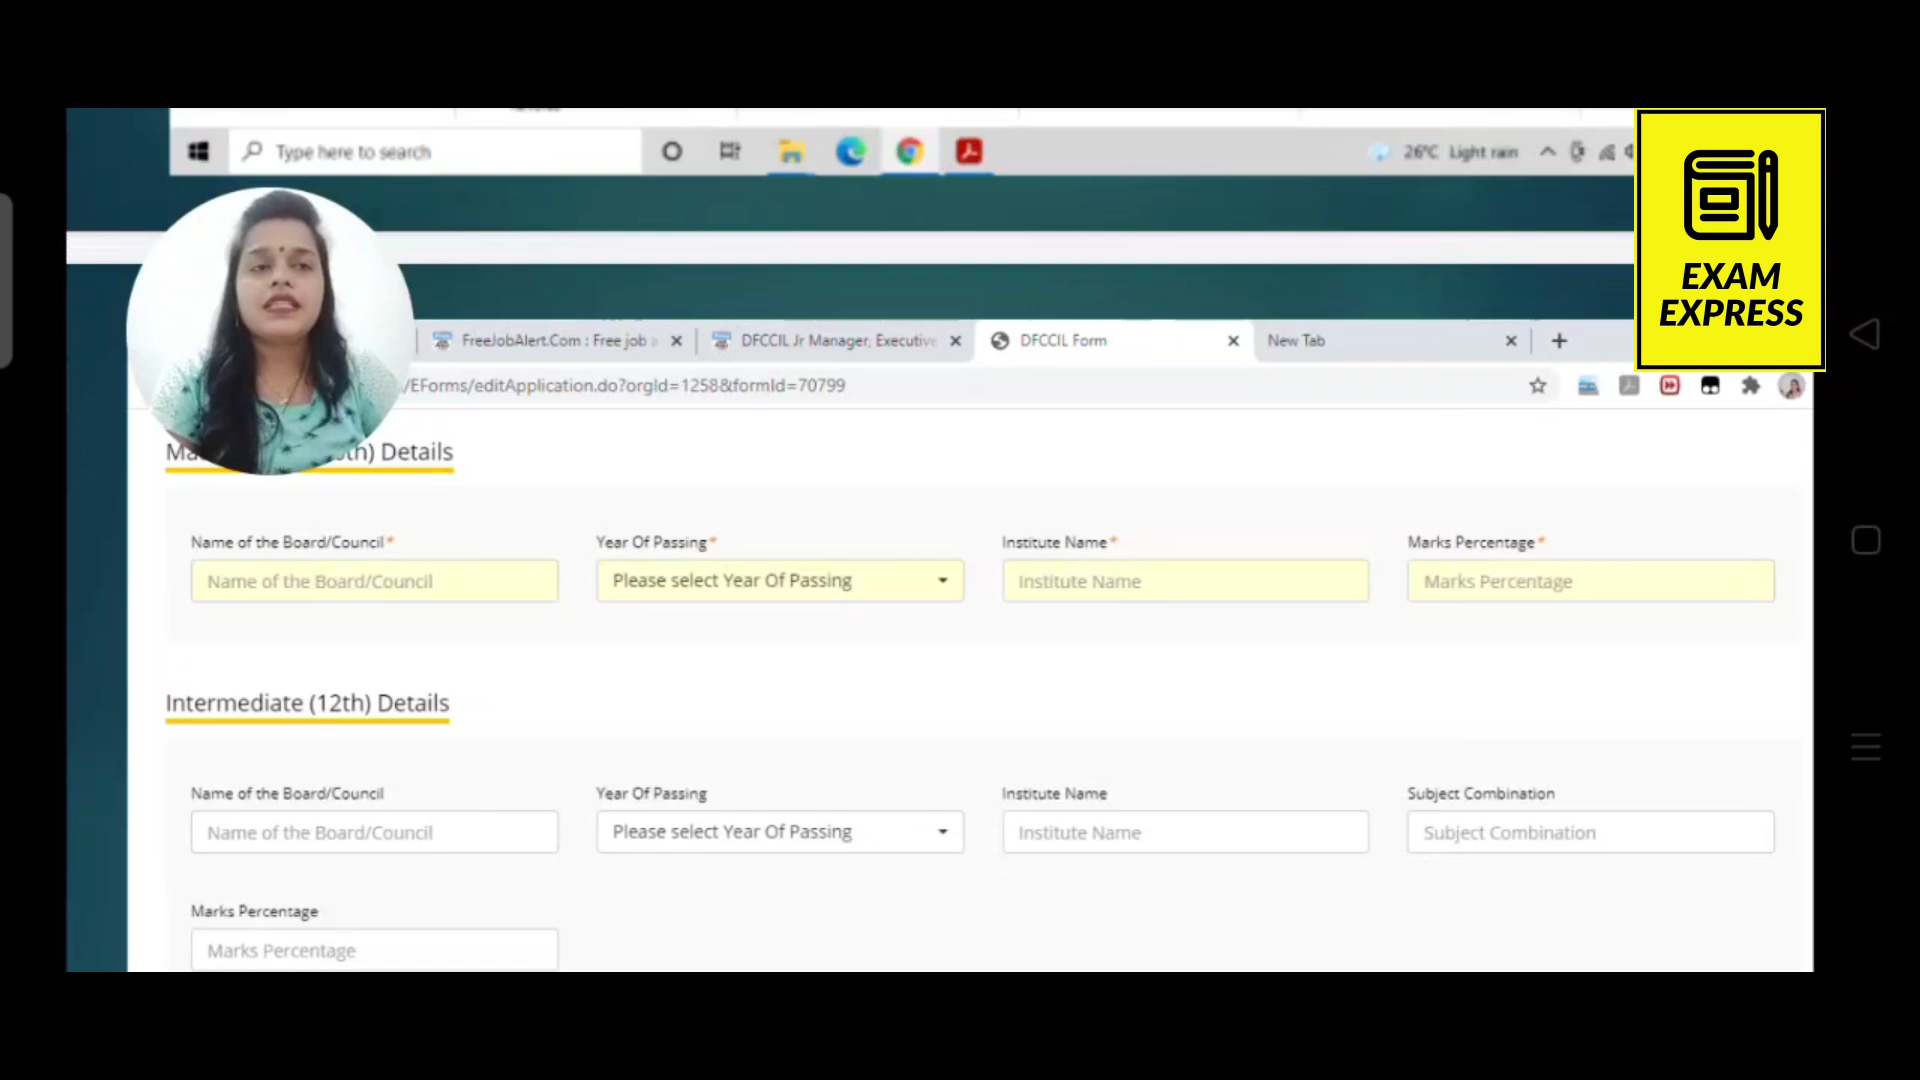 Type here to search
26°C Light rain
EXAM
EXPRESS
FreeJobAlert.Com : Free job a
DFCCIL Jr Manager, Executive
DFCCIL Form
New Tab
/EForms/editApplication.do?orgId=1258&formId=70799
Details
Name of the Board/Council*
Year Of Passing*
Institute Name*
Marks Percentage*
Name of the Board/Council
Please select Year Of Passing
Institute Name
Marks Percentage
Intermediate (12th) Details
Name of the Board/Council
Year Of Passing
Institute Name
Subject Combination
Name of the Board/Council
Please select Year Of Passing
Institute Name
Subject Combination
Marks Percentage
Marks Percentage